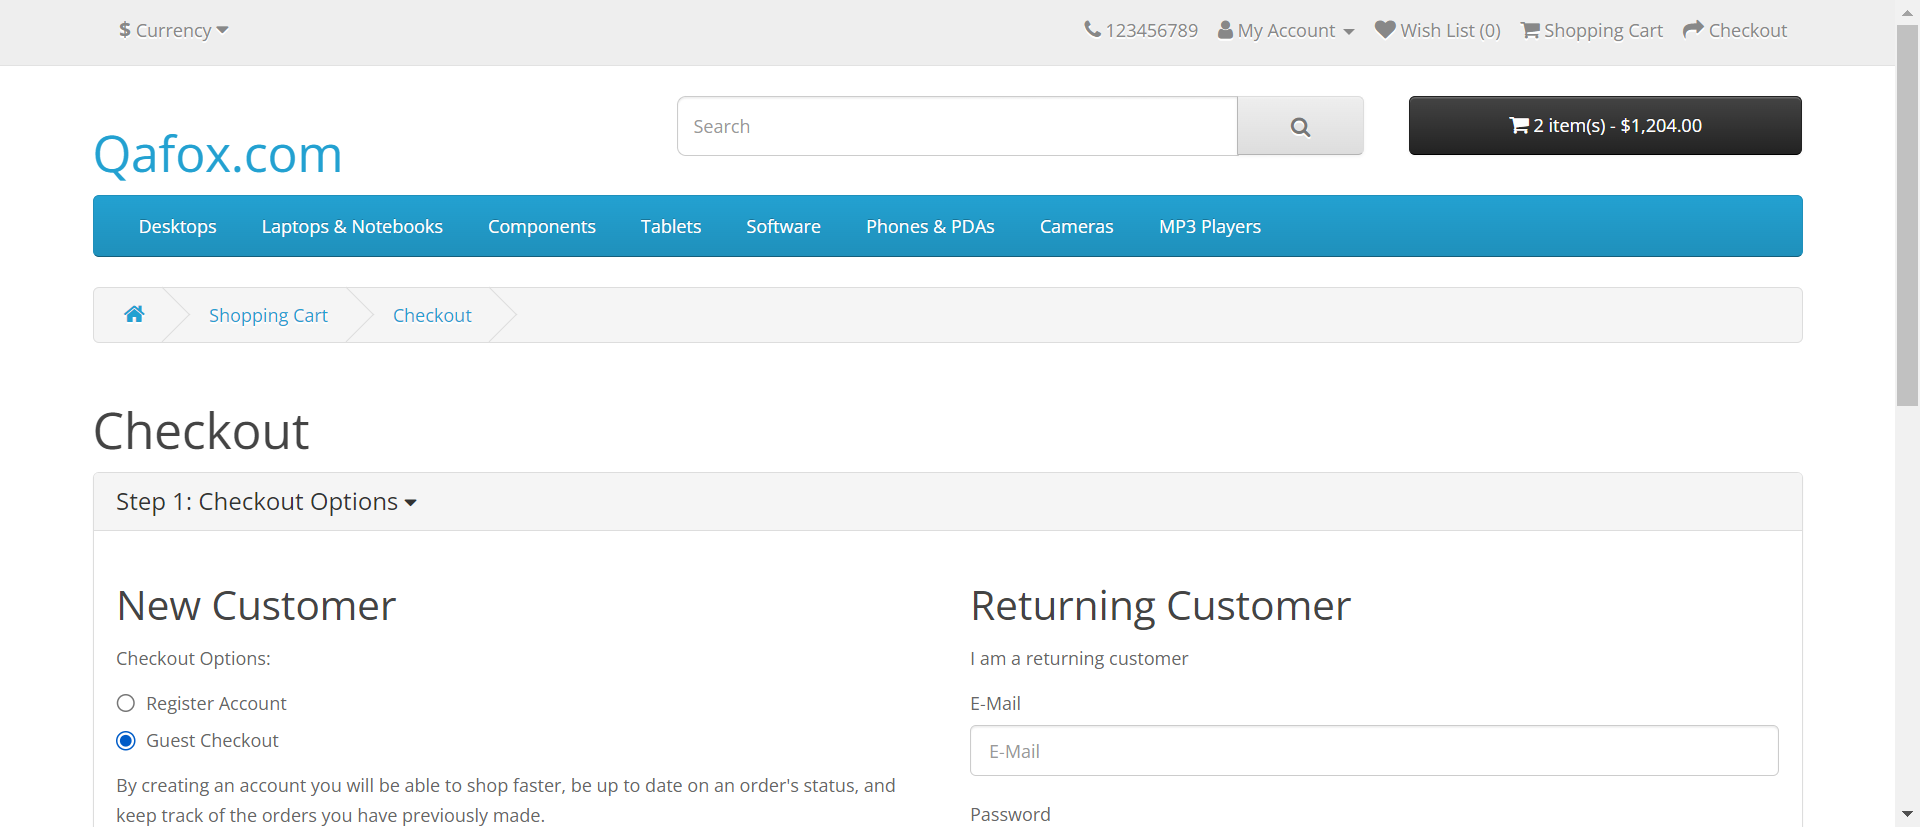 $ Currency
123456789 My Account Wish List (0) Shopping Cart Checkout
Qafox.com
Search
2 item(s) - $1,204.00
Desktops Laptops & Notebooks Components Tablets Software Phones & PDAs Cameras MP3 Players
Shopping Cart Checkout
Checkout
Step 1: Checkout Options
New Customer
Checkout Options:
Register Account
Guest Checkout
By creating an account you will be able to shop faster, be up to date on an order's status, and
keep track of the orders you have previously made.
Returning Customer
I am a returning customer
E-Mail
E-Mail
Password